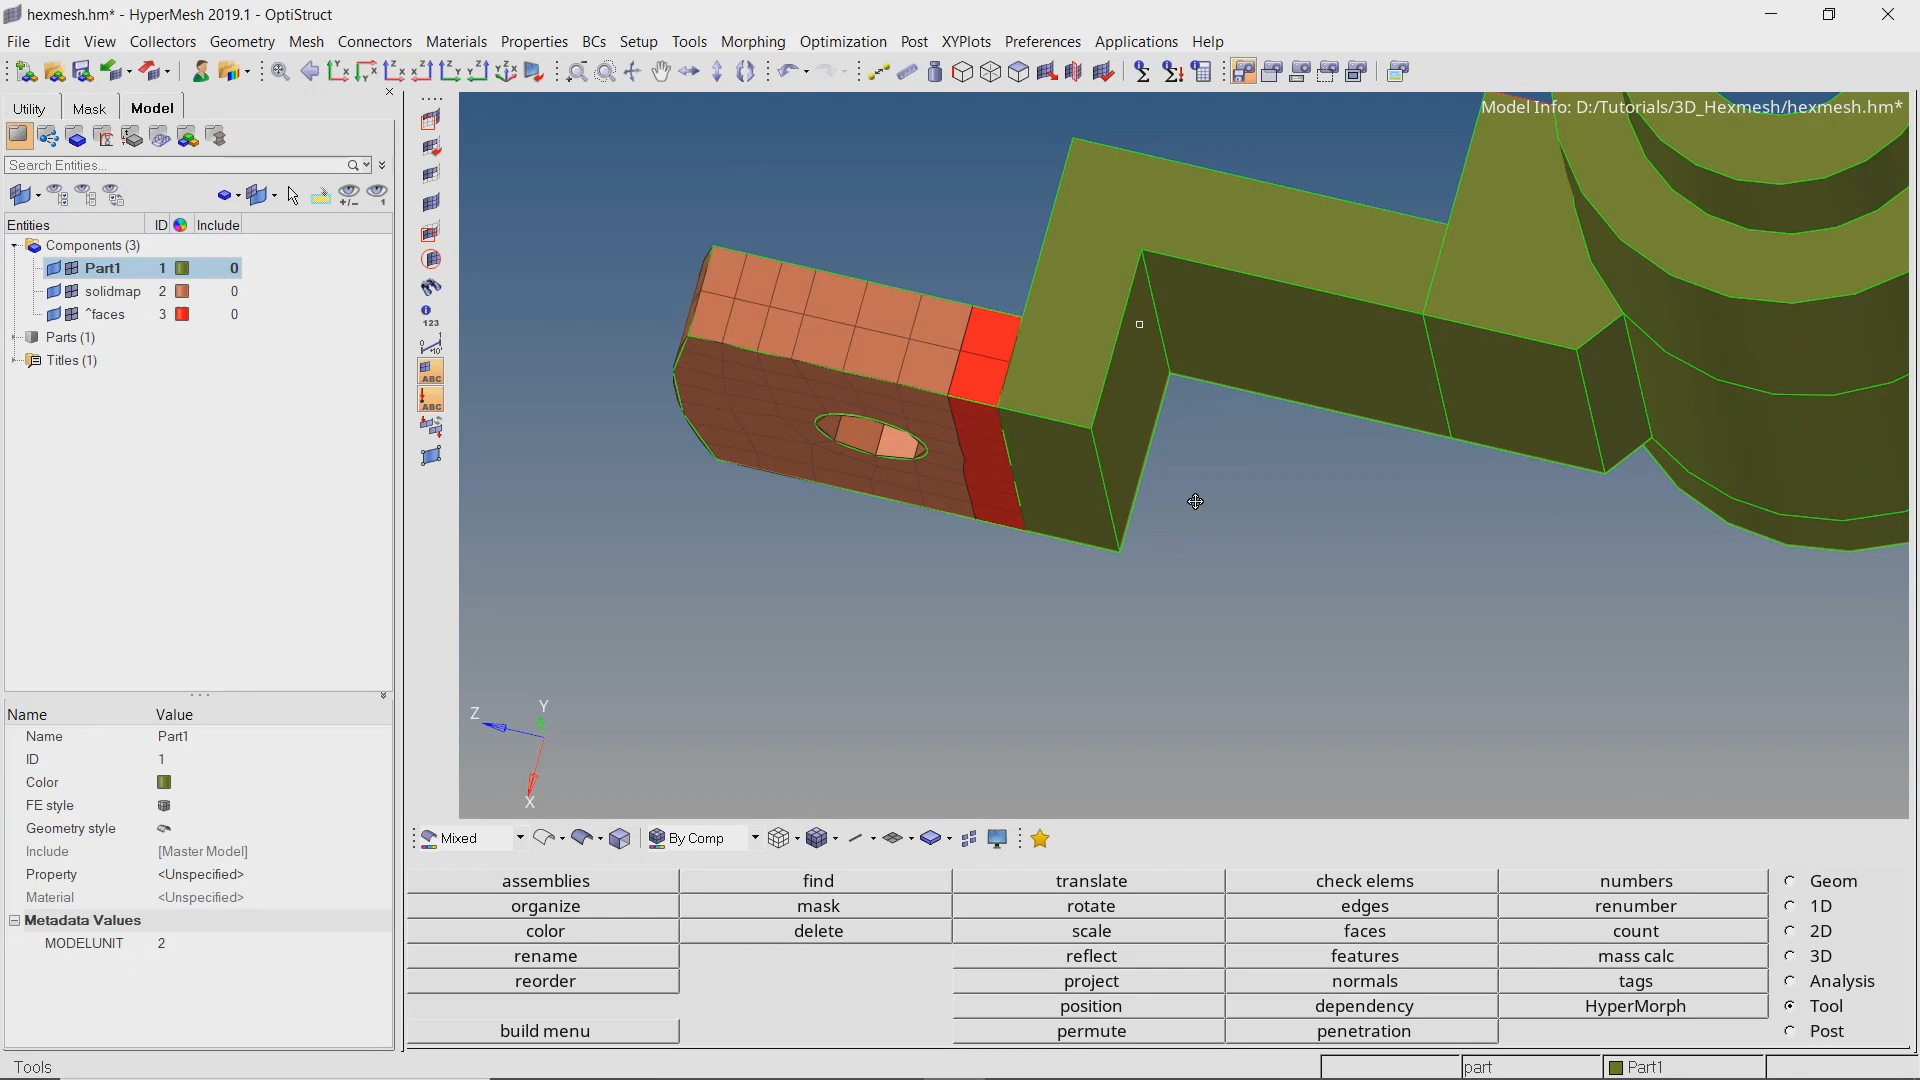 hexmesh.hm* - HyperMesh 2019.1 - OptiStruct
File Edit View Collectors Geometry Mesh Connectors Materials Properties BCs Setup Tools Morphing Optimization Post XYPlots Preferences Applications Help
Utility Mask Model
Search Entities...
Entities ID Include
Components (3)
Part1 1 0
solidmap 2 0
^faces 3 0
Parts (1)
Titles (1)
Name Value
Name Part1
ID 1
Color
FE style
Geometry style
Include [Master Model]
Property <Unspecified>
Material <Unspecified>
Metadata Values
MODELUNIT 2
123
ABC
ABC
Model Info: D:/Tutorials/3D_Hexmesh/hexmesh.hm*
Z Y
X
Mixed By Comp
assemblies find translate check elems numbers Geom
organize mask rotate edges renumber 1D
color delete scale faces count 2D
rename reflect features mass calc 3D
reorder project normals tags Analysis
position dependency HyperMorph Tool
build menu permute penetration Post
Tools part Part1